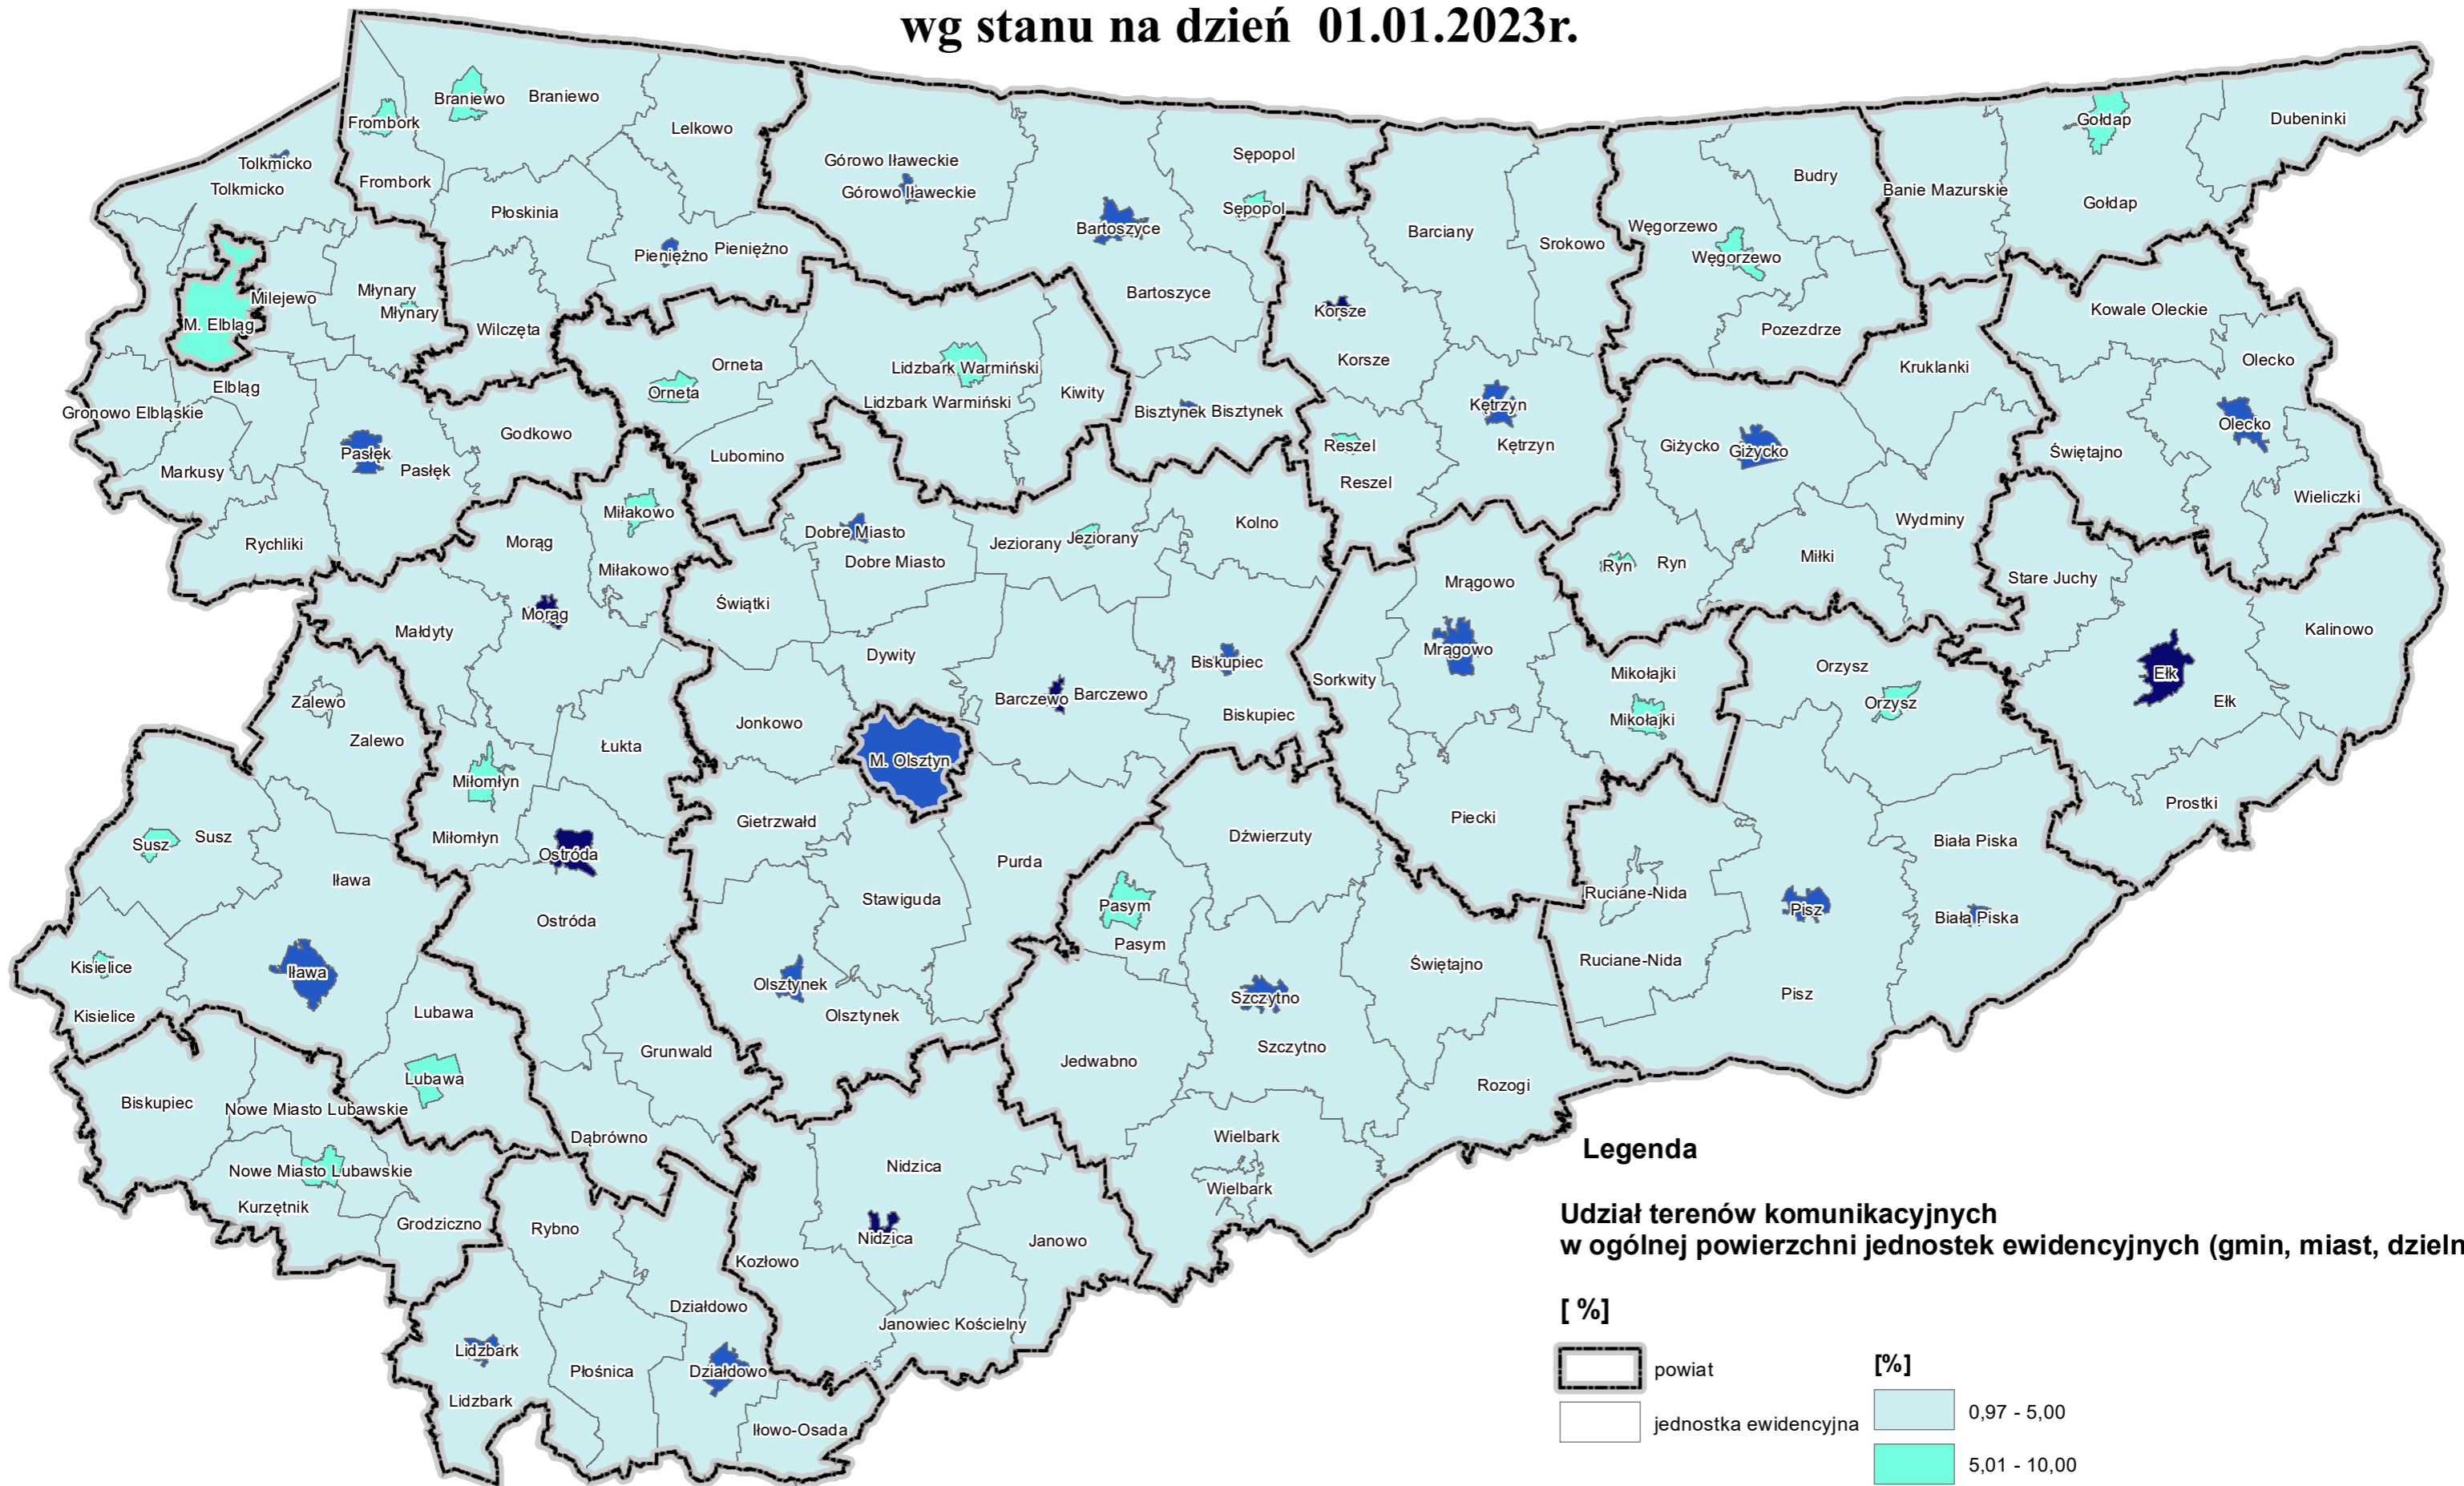 wg stanu na dzień 01.01.2023r.
Braniewo
Braniewo
Frombork
Lelkowo
Gołdap
Dubeninki
Tolkmicko
Tolkmicko
Frombork
Górowo Iławeckie
Górowo Iławeckie
Sępopol
Sępopol
Budry
Banie Mazurskie
Gołdap
Płoskinia
Pieniężno
Pieniężno
Bartoszyce
Bartoszyce
Barciany
Srokowo
Węgorzewo
Węgorzewo
Milejewo
Młynary
Młynary
M. Elbląg
Wilczęta
Korsze
Korsze
Pozezdrze
Kowale Oleckie
Olecko
Kruklanki
Elbląg
Orneta
Orneta
Lidzbark Warmiński
Lidzbark Warmiński
Kiwity
Bisztynek
Bisztynek
Gronowo Elbląskie
Godkowo
Pasłęk
Pasłęk
Markusy
Lubomino
Reszel
Reszel
Kętrzyn
Kętrzyn
Giżycko
Giżycko
Olecko
Świętajno
Wieliczki
Rychliki
Morąg
Miłakowo
Miłakowo
Dobre Miasto
Dobre Miasto
Jeziorany
Jeziorany
Kolno
Wydminy
Miłki
Ryn
Ryn
Stare Juchy
Mrągowo
Mrągowo
Małdyty
Morąg
Świątki
Dywity
Kalinowo
Zalewo
Zalewo
Barczewo
Barczewo
Biskupiec
Biskupiec
Sorkwity
Mikołajki
Mikołajki
Orzysz
Orzysz
Ełk
Ełk
Łukta
Jonkowo
M. Olsztyn
Miłomłyn
Miłomłyn
Susz
Susz
Iława
Ostróda
Ostróda
Gietrzwałd
Purda
Dźwierzuty
Piecki
Prostki
Biała Piska
Biała Piska
Stawiguda
Pasym
Pasym
Ruciane-Nida
Ruciane-Nida
Pisz
Pisz
Kisielice
Kisielice
Iława
Olsztynek
Olsztynek
Szczytno
Szczytno
Świętajno
Lubawa
Lubawa
Grunwald
Jedwabno
Rozogi
Biskupiec
Nowe Miasto Lubawskie
Nowe Miasto Lubawskie
Dąbrówno
Wielbark
Wielbark
Kurzętnik
Grodziczno
Rybno
Nidzica
Nidzica
Kozłowo
Janowo
Działdowo
Działdowo
Janowiec Kościelny
Lidzbark
Lidzbark
Płośnica
Iłowo-Osada
Legenda
Udział terenów komunikacyjnych
w ogólnej powierzchni jednostek ewidencyjnych (gmin, miast, dzieln
[ %]
powiat
jednostka ewidencyjna
[%]
0,97 - 5,00
5,01 - 10,00